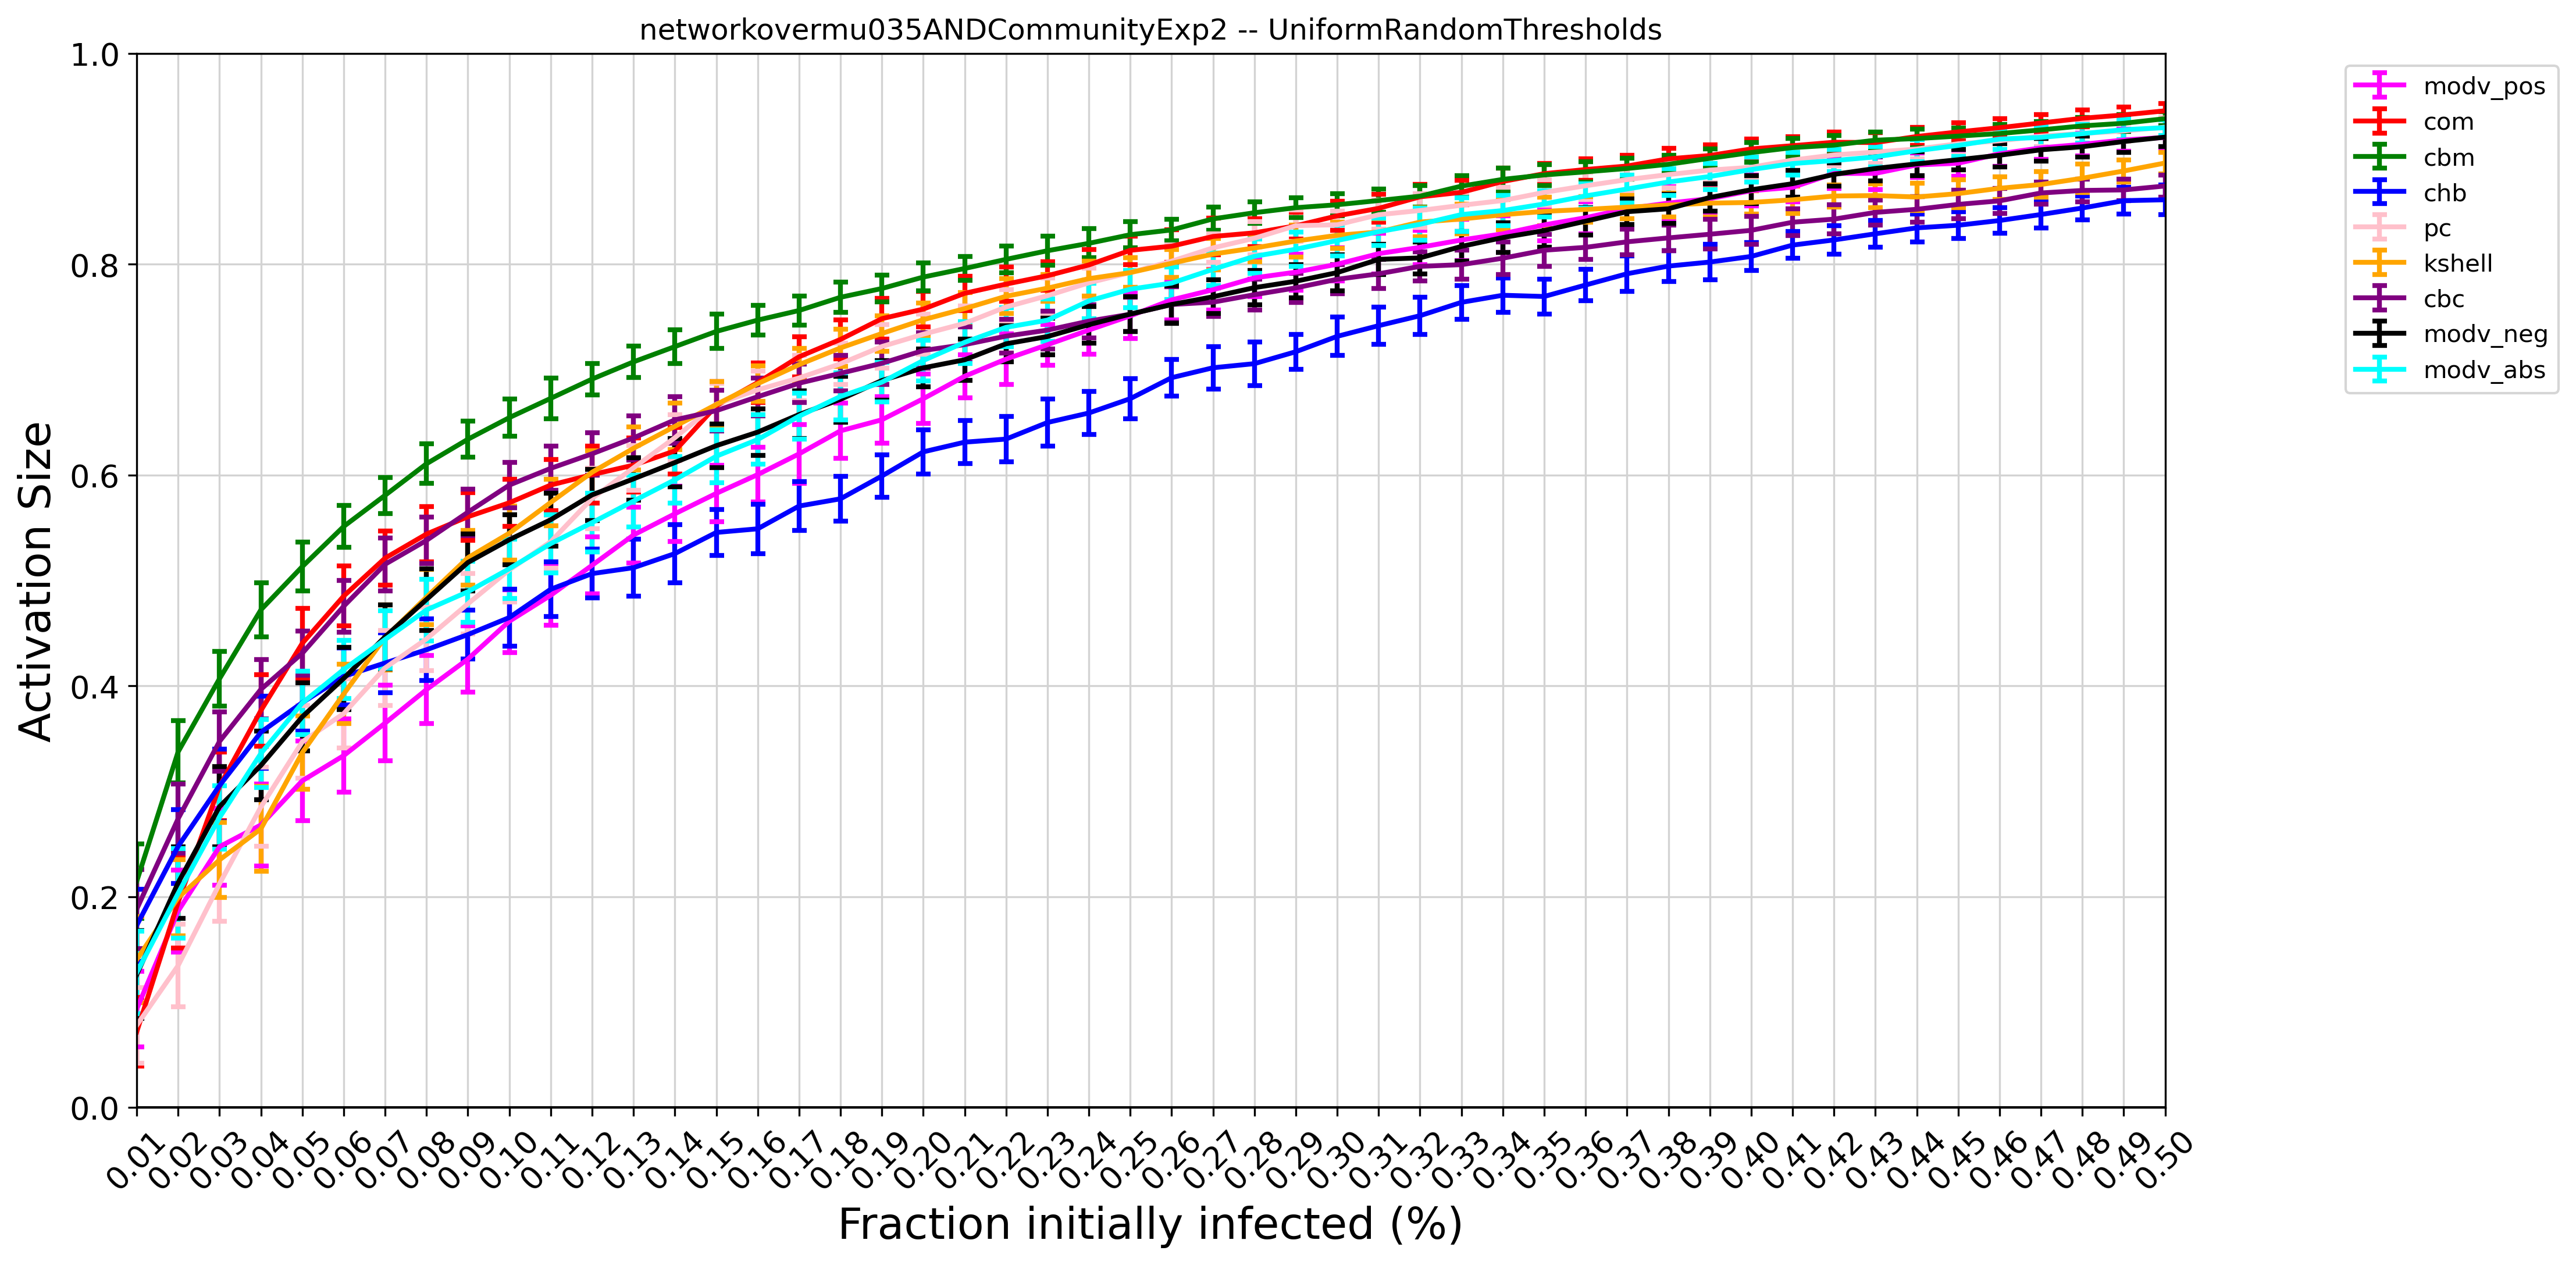 networkovermu035ANDCommunityExp2 -- UniformRandomThresholds
1.0
0.8
0.6
0.4
0.2
0.0
Activation Size
0.01 0.02 0.03 0.04 0.05 0.06 0.07 0.08 0.09 0.10 0.11 0.12 0.13 0.14 0.15 0.16 0.17 0.18 0.19 0.20 0.21 0.22 0.23 0.24 0.25 0.26 0.27 0.28 0.29 0.30 0.31 0.32 0.33 0.34 0.35 0.36 0.37 0.38 0.39 0.40 0.41 0.42 0.43 0.44 0.45 0.46 0.47 0.48 0.49 0.50
Fraction initially infected (%)
modv_pos
com
cbm
chb
pc
kshell
cbc
modv_neg
modv_abs